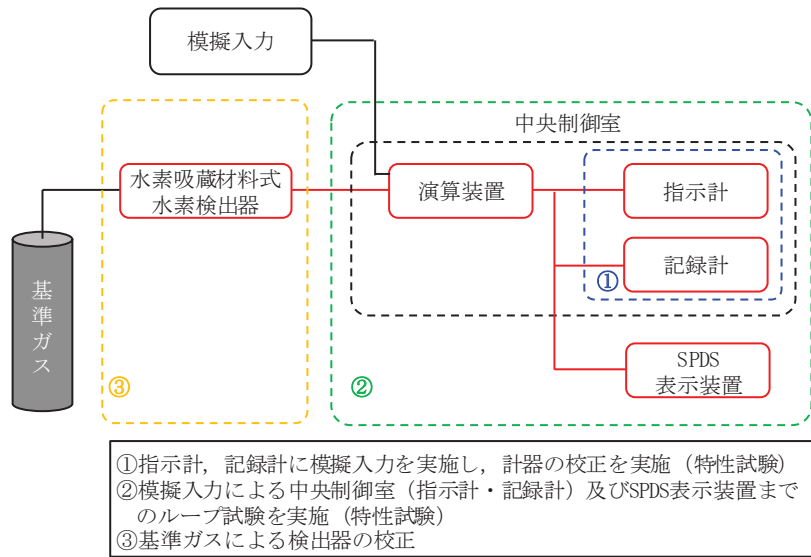 模擬入力
中央制御室
水素吸蔵材料式
水素検出器
演算装置
指示計
記録計
①
基準ガス
SPDS
表示装置
③
②
①指示計，記録計に模擬入力を実施し，計器の校正を実施（特性試験）
②模擬入力による中央制御室（指示計・記録計）及びSPDS表示装置まで
のループ試験を実施（特性試験）
③基準ガスによる検出器の校正